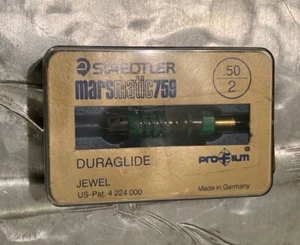 STAEDTLER
marsmatic 759
.50
2
DURAGLIDE
pro-FILM
JEWEL
US-Pat. 4 224 000
Made in Germany